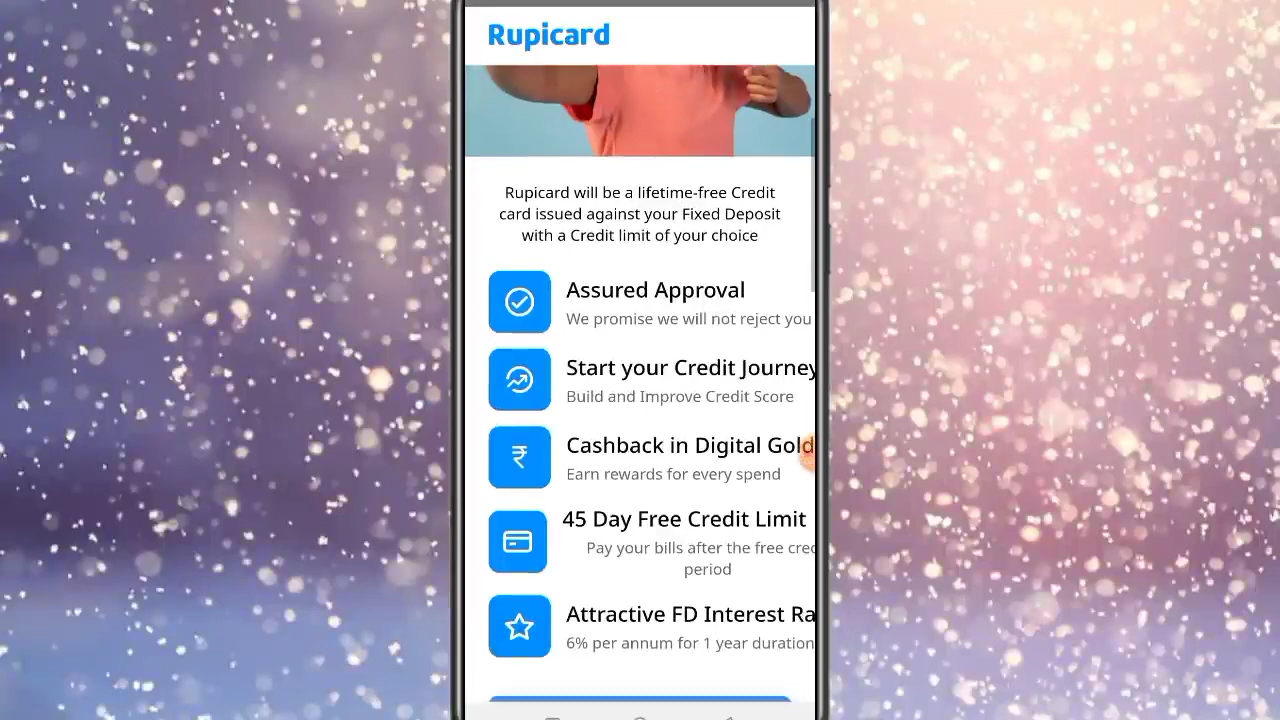 Rupicard
Rupicard will be a lifetime-free Credit
card issued against your Fixed Deposit
with a Credit limit of your choice
Assured Approval
We promise we will not reject you
Start your Credit Journey
Build and Improve Credit Score
Cashback in Digital Gold
Earn rewards for every spend
45 Day Free Credit Limit
Pay your bills after the free cred
period
Attractive FD Interest Ra
6% per annum for 1 year duration